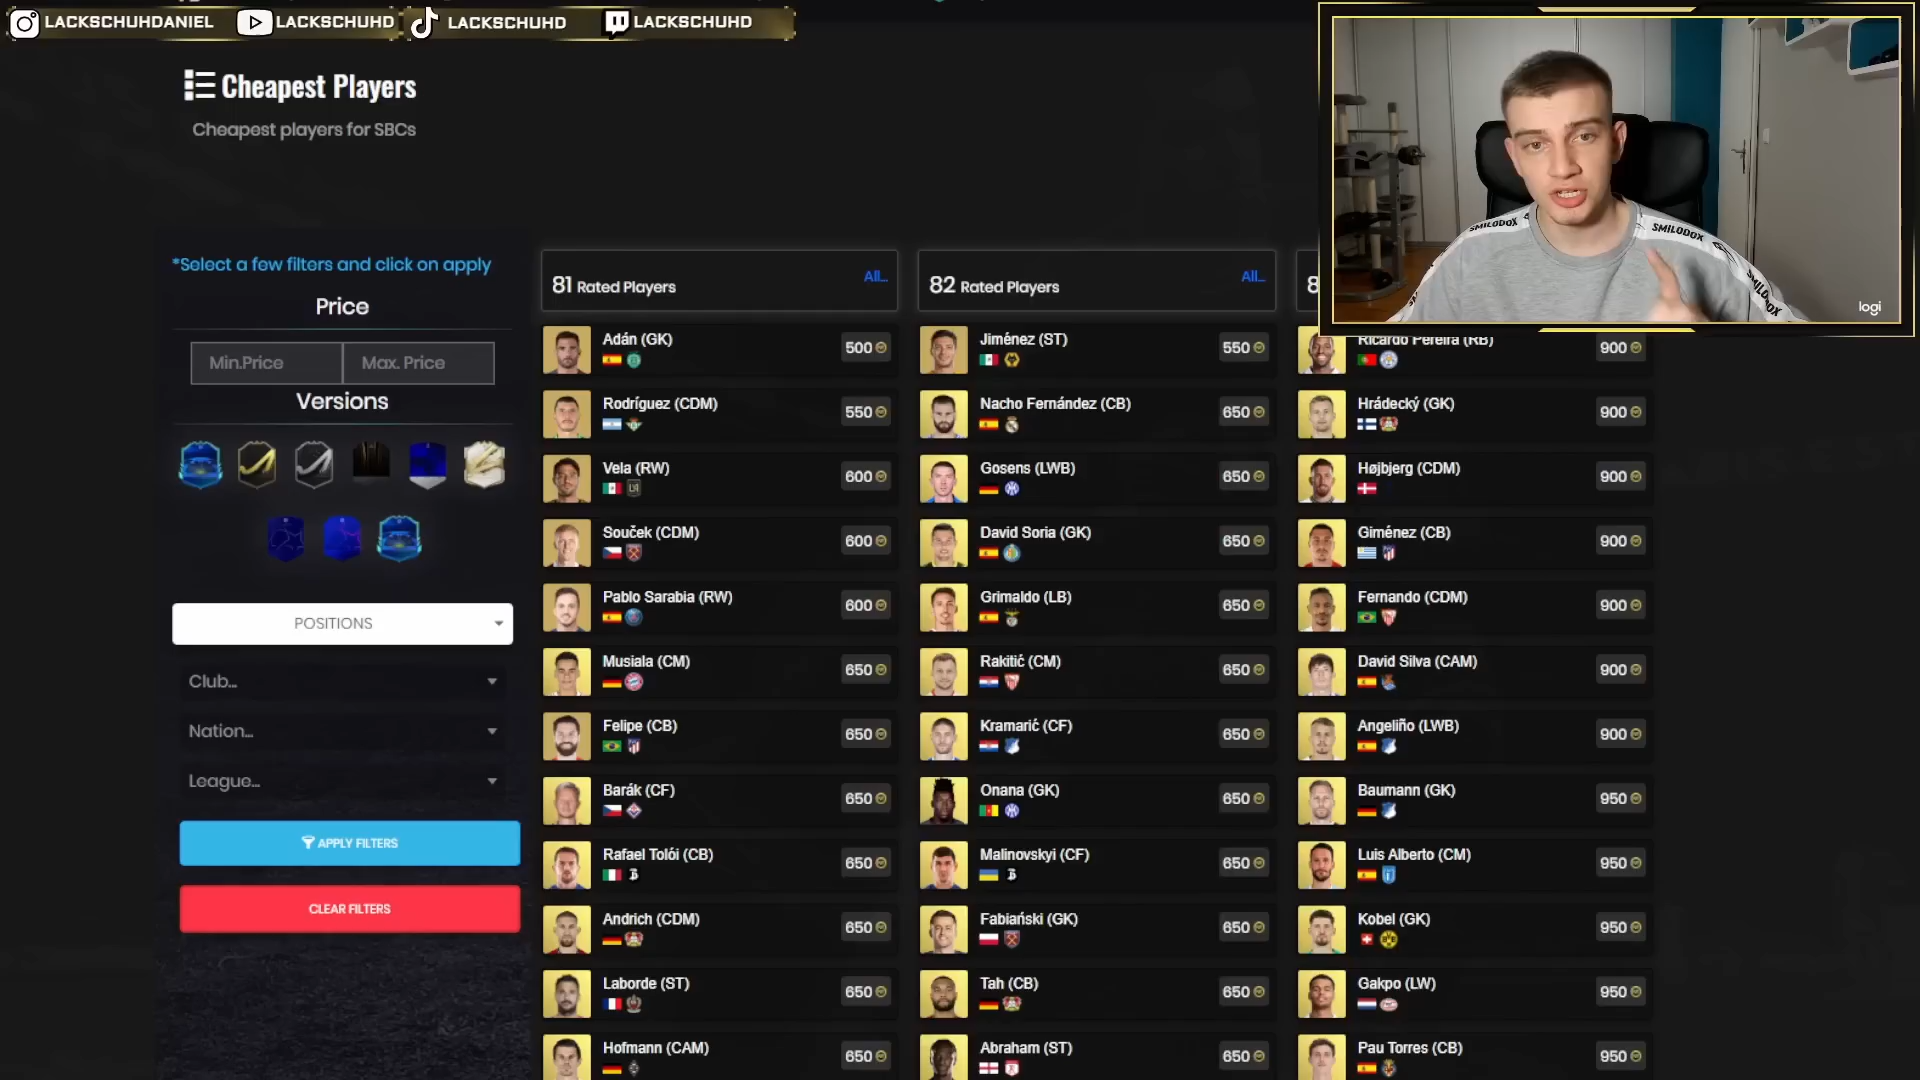 LACKSCHUHDANIEL LACKSCHUHD LACKSCHUHD LACKSCHUHD
Cheapest Players
Cheapest players for SBCs
SMILODOX SMILODOX
SMILODOX
logi
*Select a few filters and click on apply
Price
Min.Price Max. Price
Versions
POSITIONS
Club...
Nation...
League...
APPLY FILTERS
CLEAR FILTERS
81 Rated Players All...
Adán (GK) 500
Rodríguez (CDM) 550
Vela (RW) 600
Souček (CDM) 600
Pablo Sarabia (RW) 600
Musiala (CM) 650
Felipe (CB) 650
Barák (CF) 650
Rafael Tolói (CB) 650
Andrich (CDM) 650
Laborde (ST) 650
Hofmann (CAM) 650
82 Rated Players All...
Jiménez (ST) 550
Nacho Fernández (CB) 650
Gosens (LWB) 650
David Soria (GK) 650
Grimaldo (LB) 650
Rakitić (CM) 650
Kramarić (CF) 650
Onana (GK) 650
Malinovskyi (CF) 650
Fabiański (GK) 650
Tah (CB) 650
Abraham (ST) 650
8
Ricardo Pereira (RB) 900
Hrádecký (GK) 900
Højbjerg (CDM) 900
Giménez (CB) 900
Fernando (CDM) 900
David Silva (CAM) 900
Angeliño (LWB) 900
Baumann (GK) 950
Luis Alberto (CM) 950
Kobel (GK) 950
Gakpo (LW) 950
Pau Torres (CB) 950